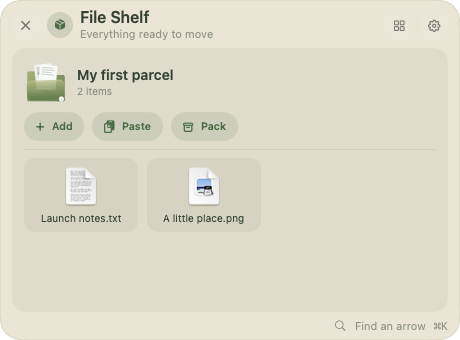 File Shelf
Everything ready to move
My first parcel
2 items
Add
Paste
Pack
Launch notes.txt
A little place.png
Find an arrow ⌘K